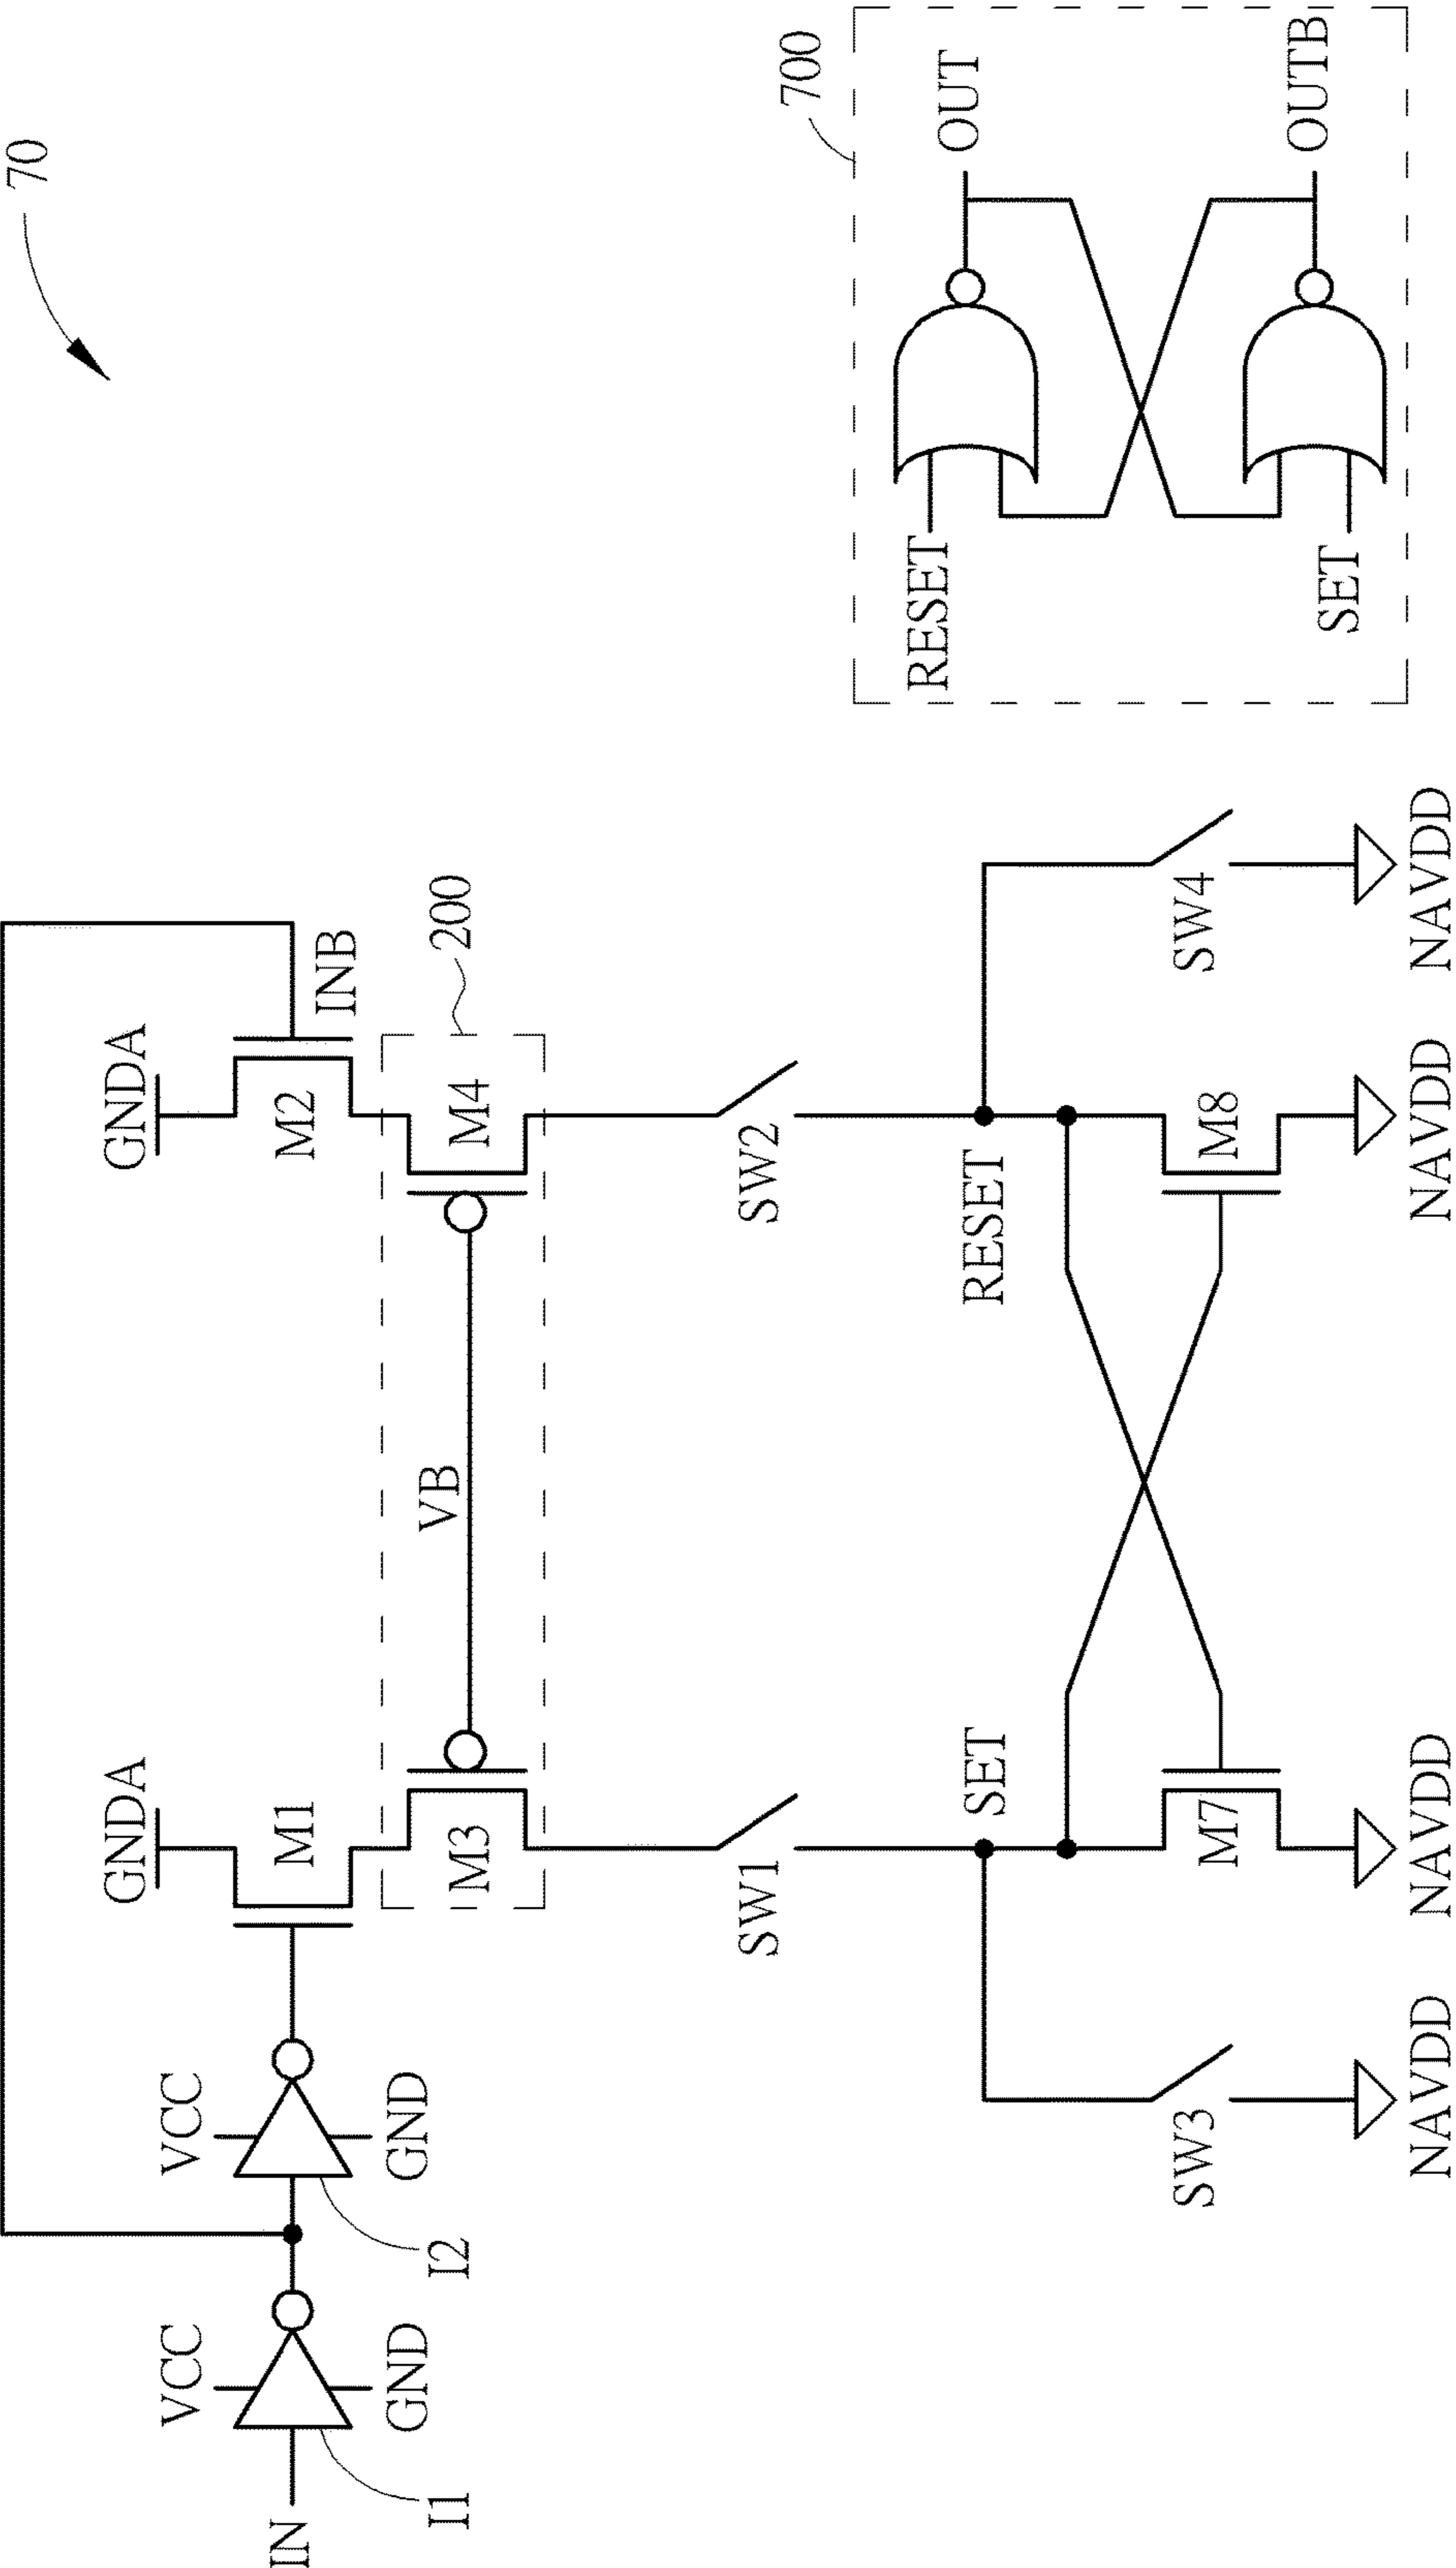 70
GNDA
GNDA
VCC
VCC
IN
M1
M2
INB
GND
GND
I1
I2
M3
VB
M4
200
SW1
SW2
SET
RESET
SW3
M7
M8
SW4
NAVDD
NAVDD
NAVDD
NAVDD
700
RESET
OUT
SET
OUTB